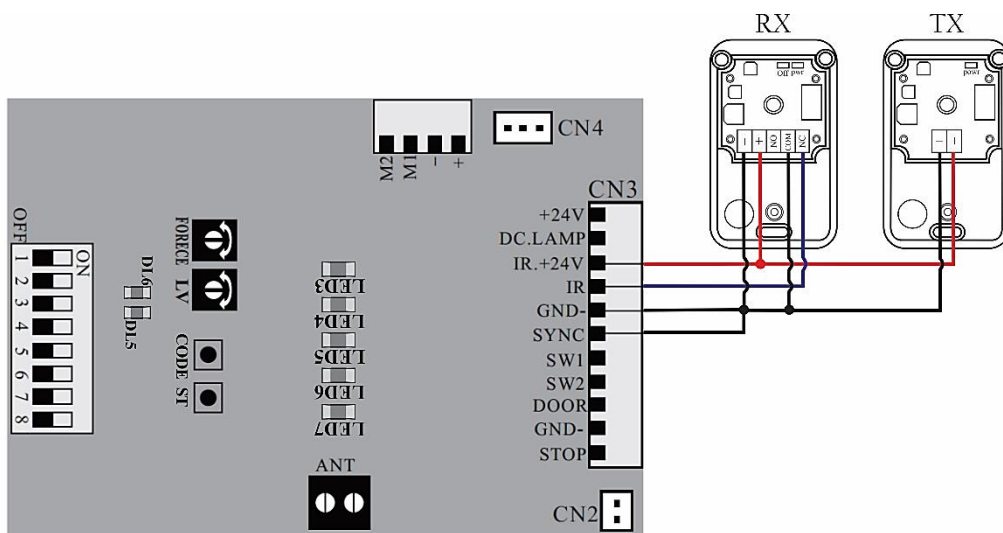 RX TX
Off pwr
powr
- + NO COM NC
- -
M2 M1 - +
CN4
CN3
+24V
DC.LAMP
IR.+24V
IR
GND-
SYNC
SW1
SW2
DOOR
GND-
STOP
OFF
ON
1
2
3
4
5
6
7
8
DL6
DL5
FORECE
LV
CODE
ST
LED3
LED4
LED5
LED6
LED7
ANT
CN2